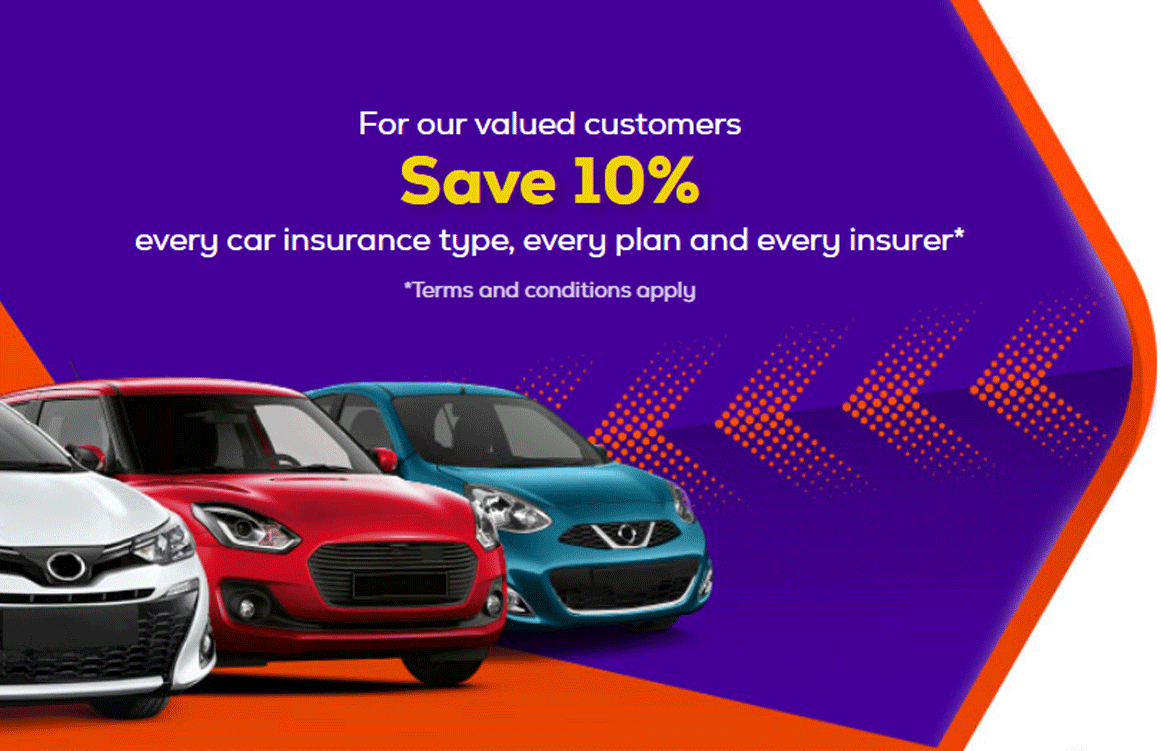 For our valued customers
Save 10%
every car insurance type, every plan and every insurer*
*Terms and conditions apply